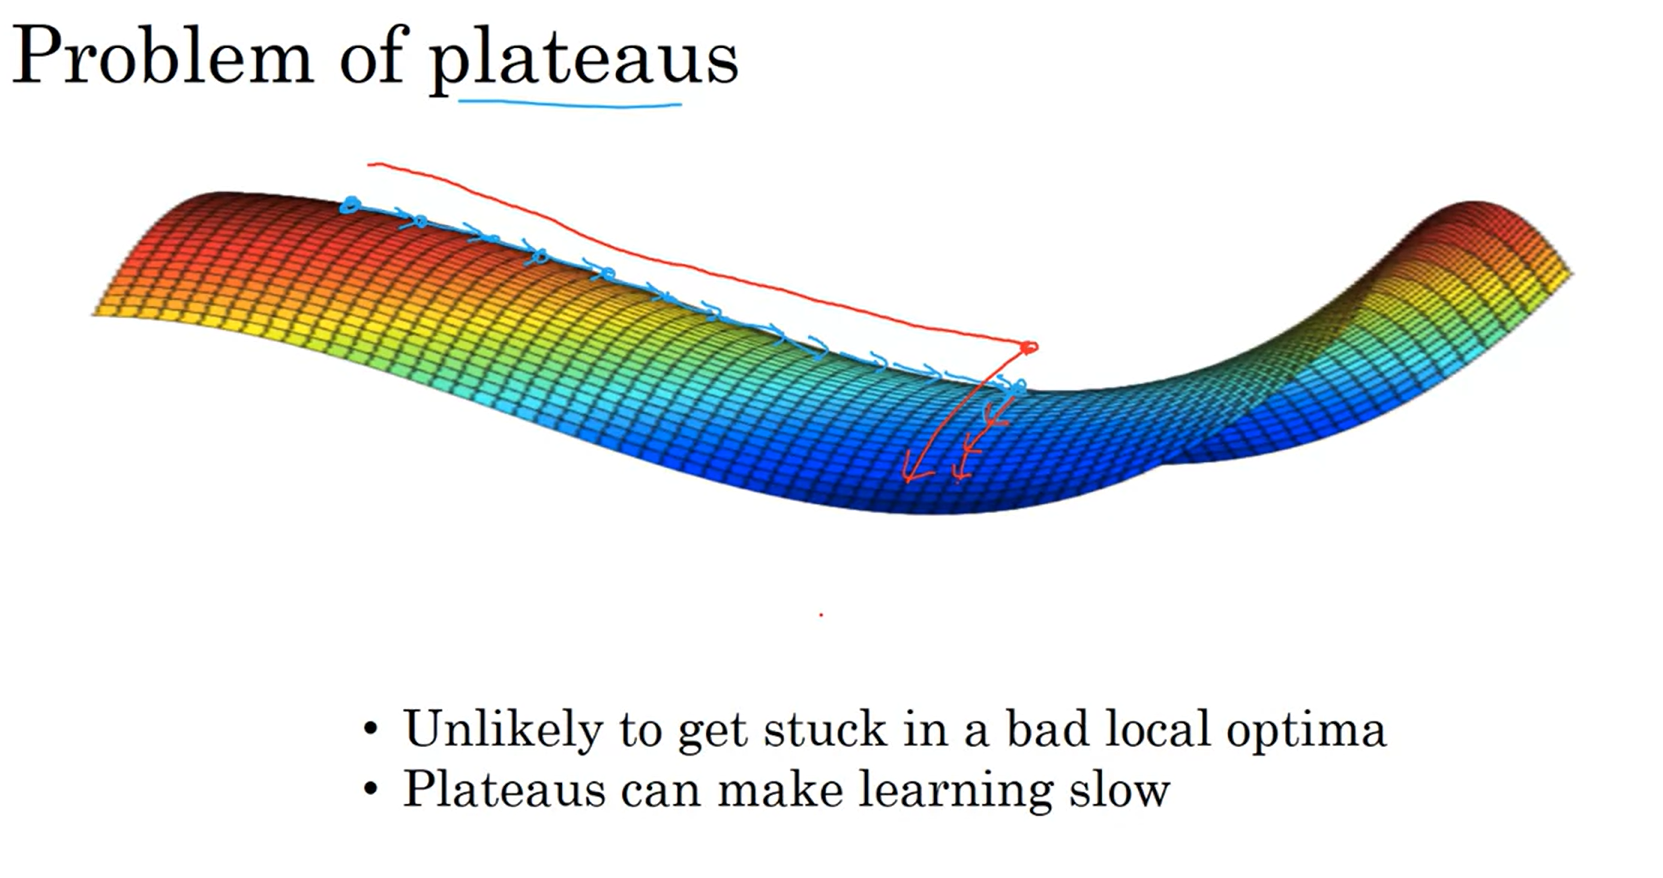 Problem of plateaus
• Unlikely to get stuck in a bad local optima
• Plateaus can make learning slow